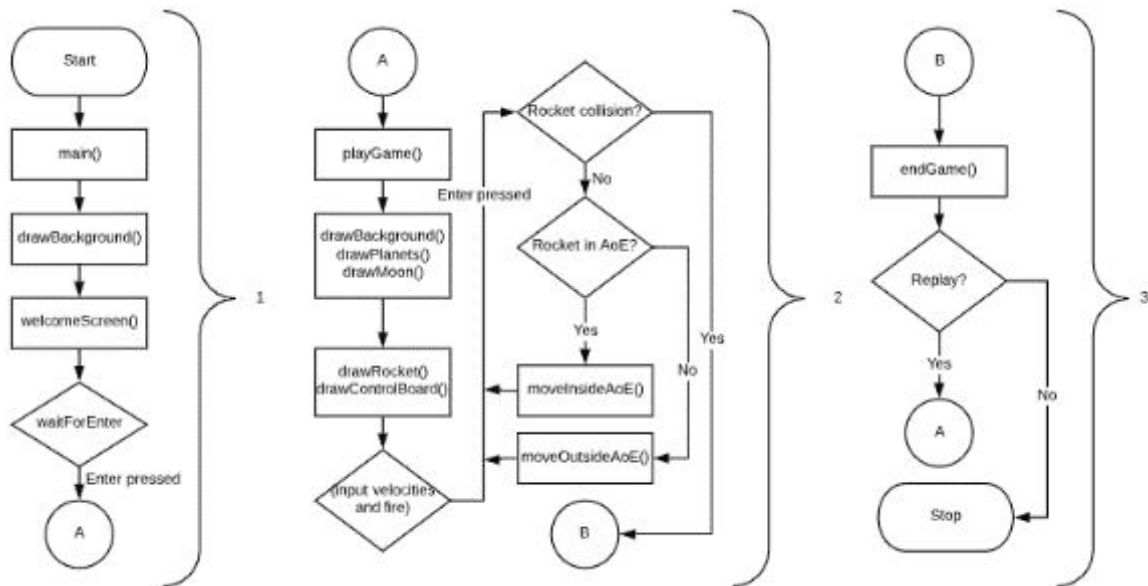 Start
main()
drawBackground()
welcomeScreen()
waitForEnter
Enter pressed
A
1
A
playGame()
drawBackground()
drawPlanets()
drawMoon()
drawRocket()
drawControlBoard()
(Input velocities
and fire)
Enter pressed
Rocket collision?
No
Rocket in AoE?
Yes
No
Yes
moveInsideAoE()
moveOutsideAoE()
B
2
B
endGame()
Replay?
Yes
No
A
Stop
3